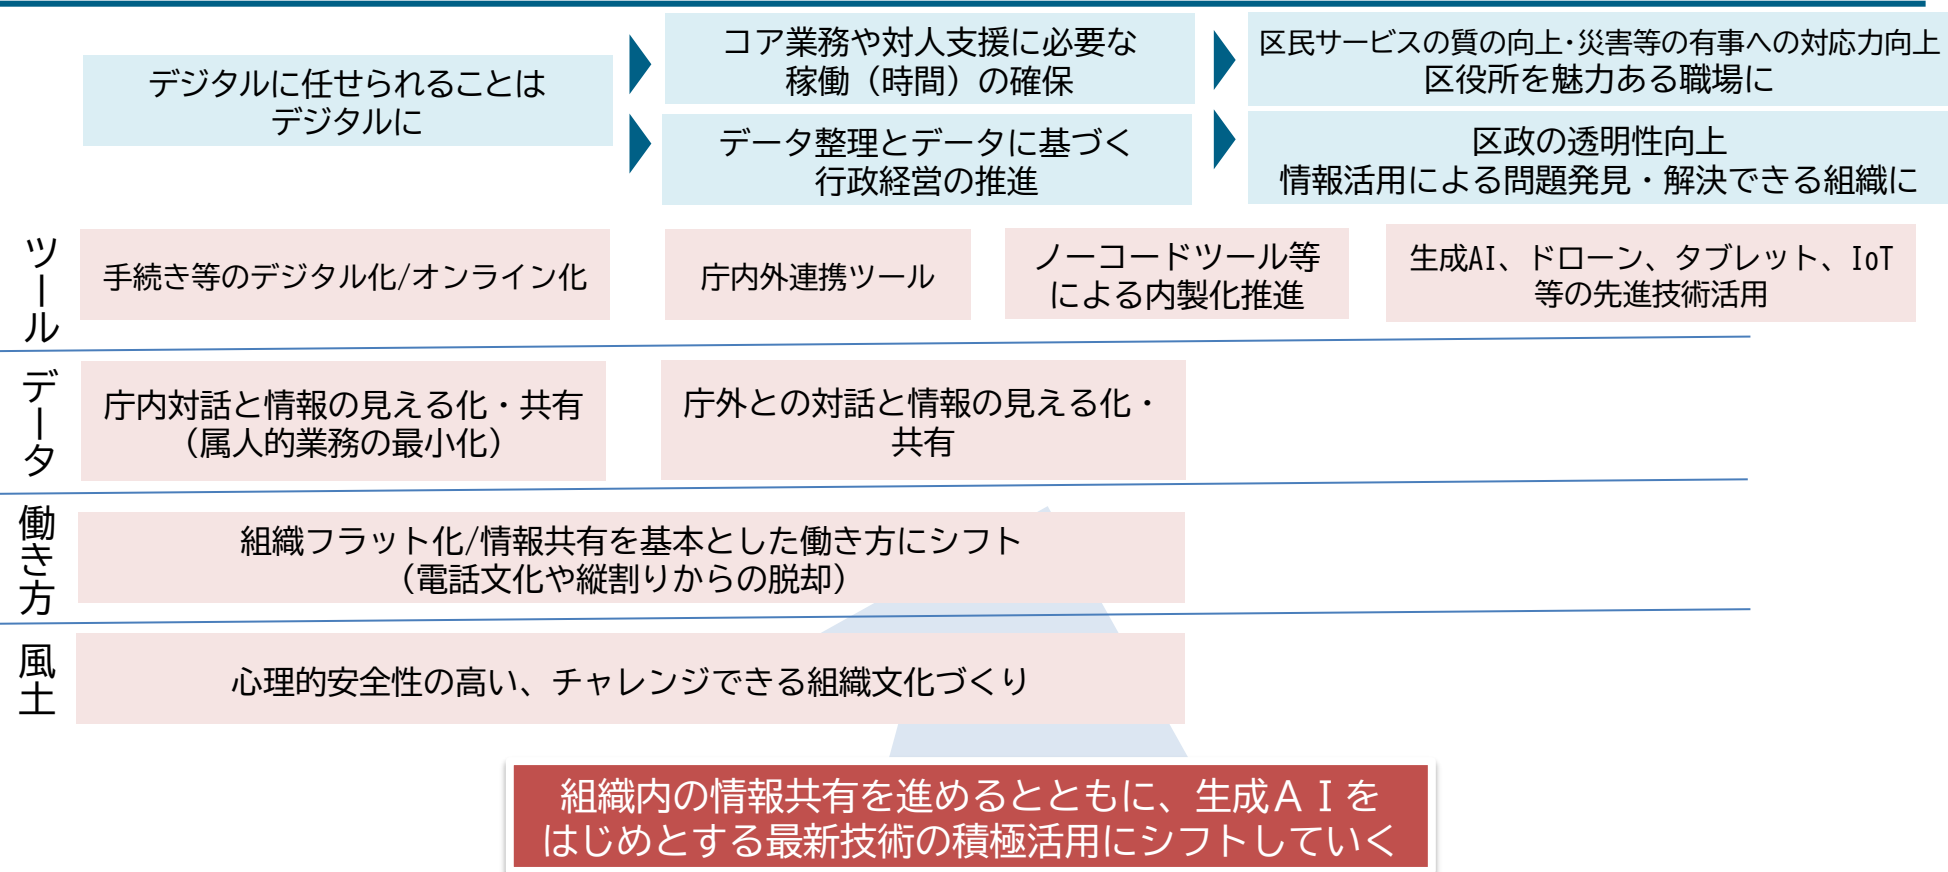 デジタルに任せられることは
デジタルに
コア業務や対人支援に必要な
稼働（時間）の確保
区民サービスの質の向上・災害等の有事への対応力向上
区役所を魅力ある職場に
データ整理とデータに基づく
行政経営の推進
区政の透明性向上
情報活用による問題発見・解決できる組織に
ツール
手続き等のデジタル化/オンライン化
庁内外連携ツール
ノーコードツール等
による内製化推進
生成AI、ドローン、タブレット、IoT
等の先進技術活用
データ
庁内対話と情報の見える化・共有
（属人的業務の最小化）
庁外との対話と情報の見える化・
共有
働き方
組織フラット化/情報共有を基本とした働き方にシフト
（電話文化や縦割りからの脱却）
風土
心理的安全性の高い、チャレンジできる組織文化づくり
組織内の情報共有を進めるとともに、生成ＡＩを
はじめとする最新技術の積極活用にシフトしていく